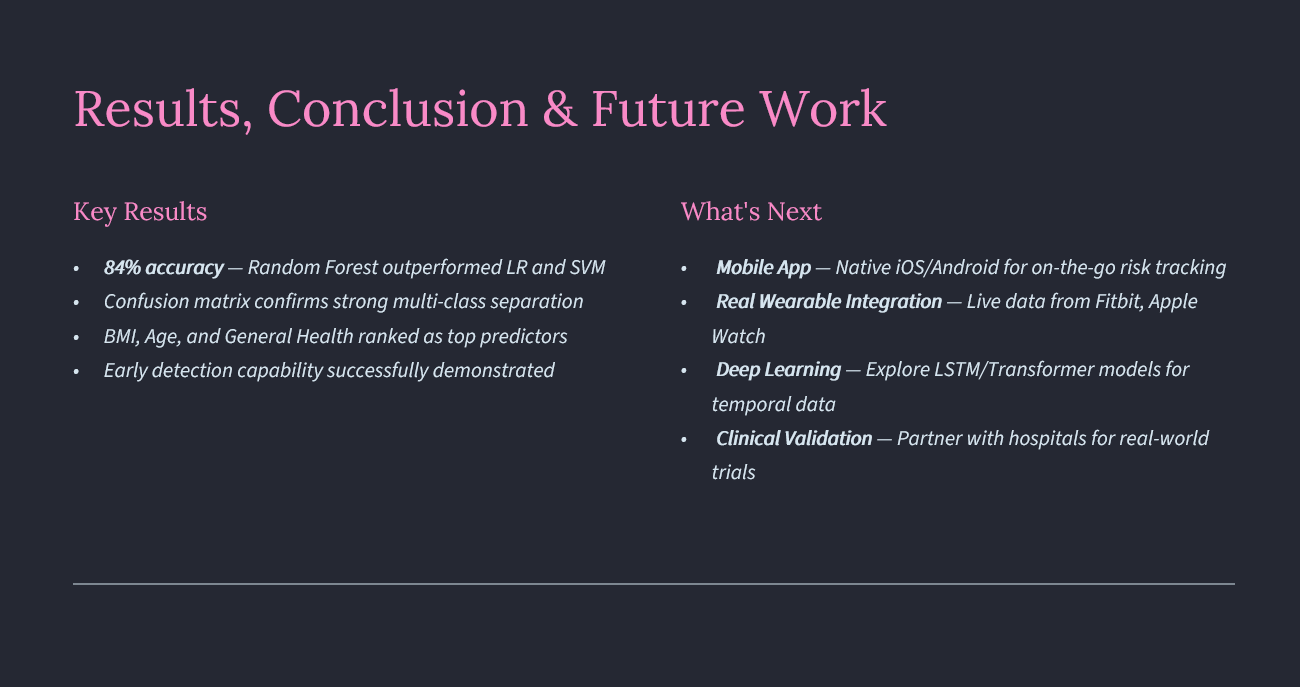 Results, Conclusion & Future Work
Key Results
• 84% accuracy — Random Forest outperformed LR and SVM
• Confusion matrix confirms strong multi-class separation
• BMI, Age, and General Health ranked as top predictors
• Early detection capability successfully demonstrated
What's Next
• Mobile App — Native iOS/Android for on-the-go risk tracking
• Real Wearable Integration — Live data from Fitbit, Apple
Watch
• Deep Learning — Explore LSTM/Transformer models for
temporal data
• Clinical Validation — Partner with hospitals for real-world
trials